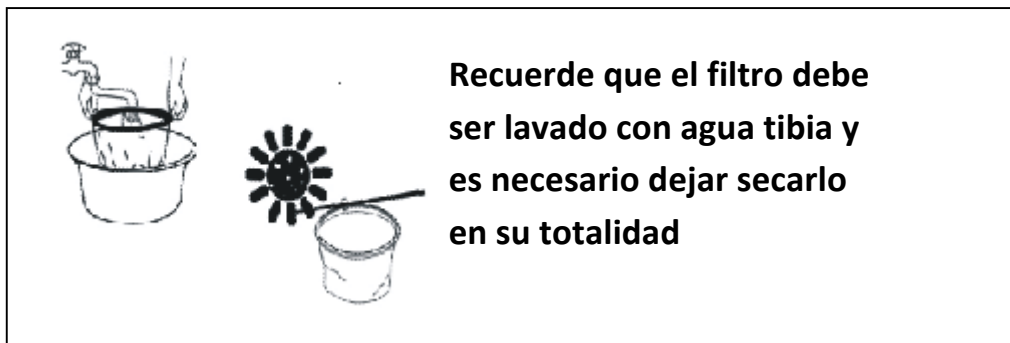 Recuerde que el filtro debe
ser lavado con agua tibia y
es necesario dejar secarlo
en su totalidad